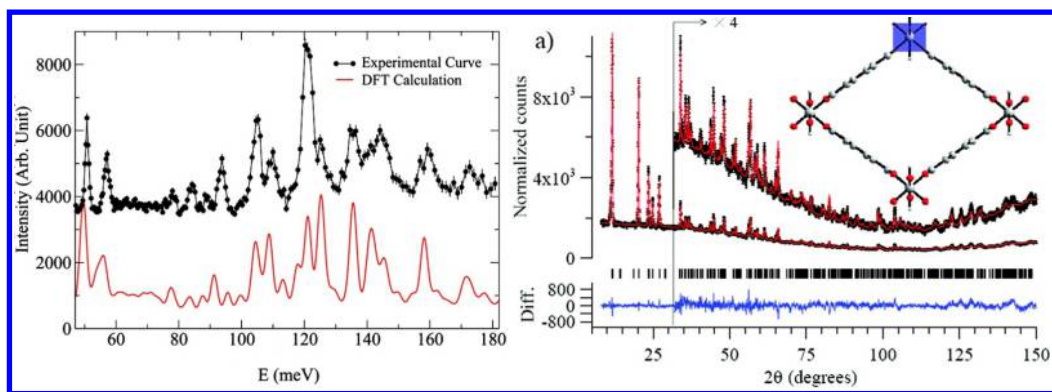 8000
6000
4000
2000
0
Intensity (Arb. Unit)
Experimental Curve
DFT Calculation
60 80 100 120 140 160 180
E (meV)
a)
× 4
8x10³
4x10³
0
Normalized counts
800
0
-800
Diff.
25 50 75 100 125 150
2θ (degrees)